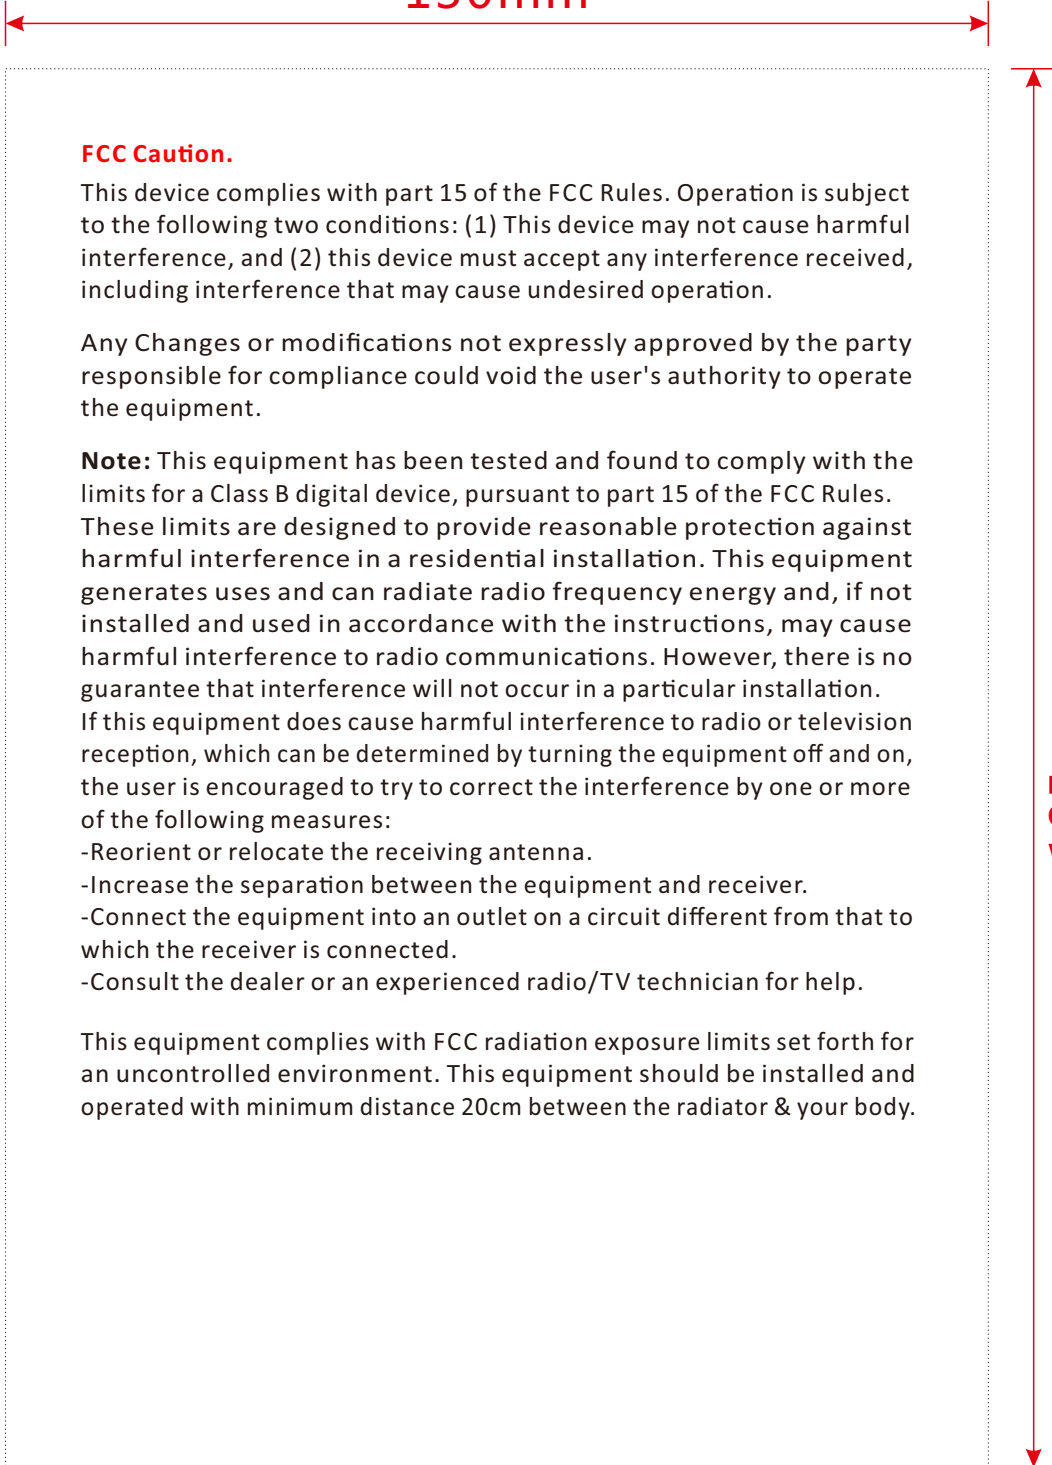 FCC Caution.
This device complies with part 15 of the FCC Rules. Operation is subject
to the following two conditions: (1) This device may not cause harmful
interference, and (2) this device must accept any interference received,
including interference that may cause undesired operation.
Any Changes or modifications not expressly approved by the party
responsible for compliance could void the user's authority to operate
the equipment.
Note: This equipment has been tested and found to comply with the
limits for a Class B digital device, pursuant to part 15 of the FCC Rules.
These limits are designed to provide reasonable protection against
harmful interference in a residential installation. This equipment
generates uses and can radiate radio frequency energy and, if not
installed and used in accordance with the instructions, may cause
harmful interference to radio communications. However, there is no
guarantee that interference will not occur in a particular installation.
If this equipment does cause harmful interference to radio or television
reception, which can be determined by turning the equipment off and on,
the user is encouraged to try to correct the interference by one or more
of the following measures:
-Reorient or relocate the receiving antenna.
-Increase the separation between the equipment and receiver.
-Connect the equipment into an outlet on a circuit different from that to
which the receiver is connected.
-Consult the dealer or an experienced radio/TV technician for help.
This equipment complies with FCC radiation exposure limits set forth for
an uncontrolled environment. This equipment should be installed and
operated with minimum distance 20cm between the radiator & your body.